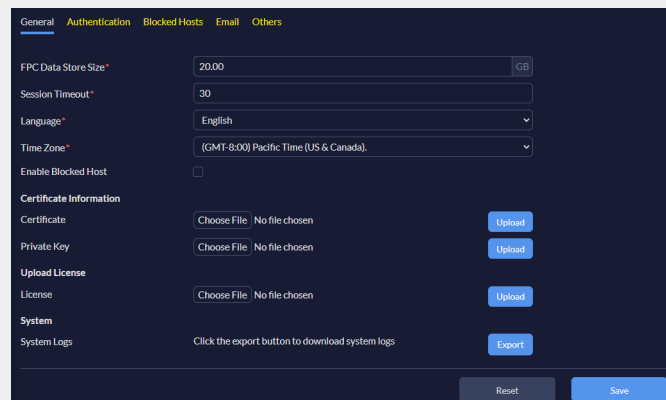 General Authentication Blocked Hosts Email Others
FPC Data Store Size* 20.00 GB
Session Timeout* 30
Language* English
Time Zone* (GMT-8:00) Pacific Time (US & Canada).
Enable Blocked Host
Certificate Information
Certificate Choose File No file chosen Upload
Private Key Choose File No file chosen Upload
Upload License
License Choose File No file chosen Upload
System
System Logs Click the export button to download system logs Export
Reset Save